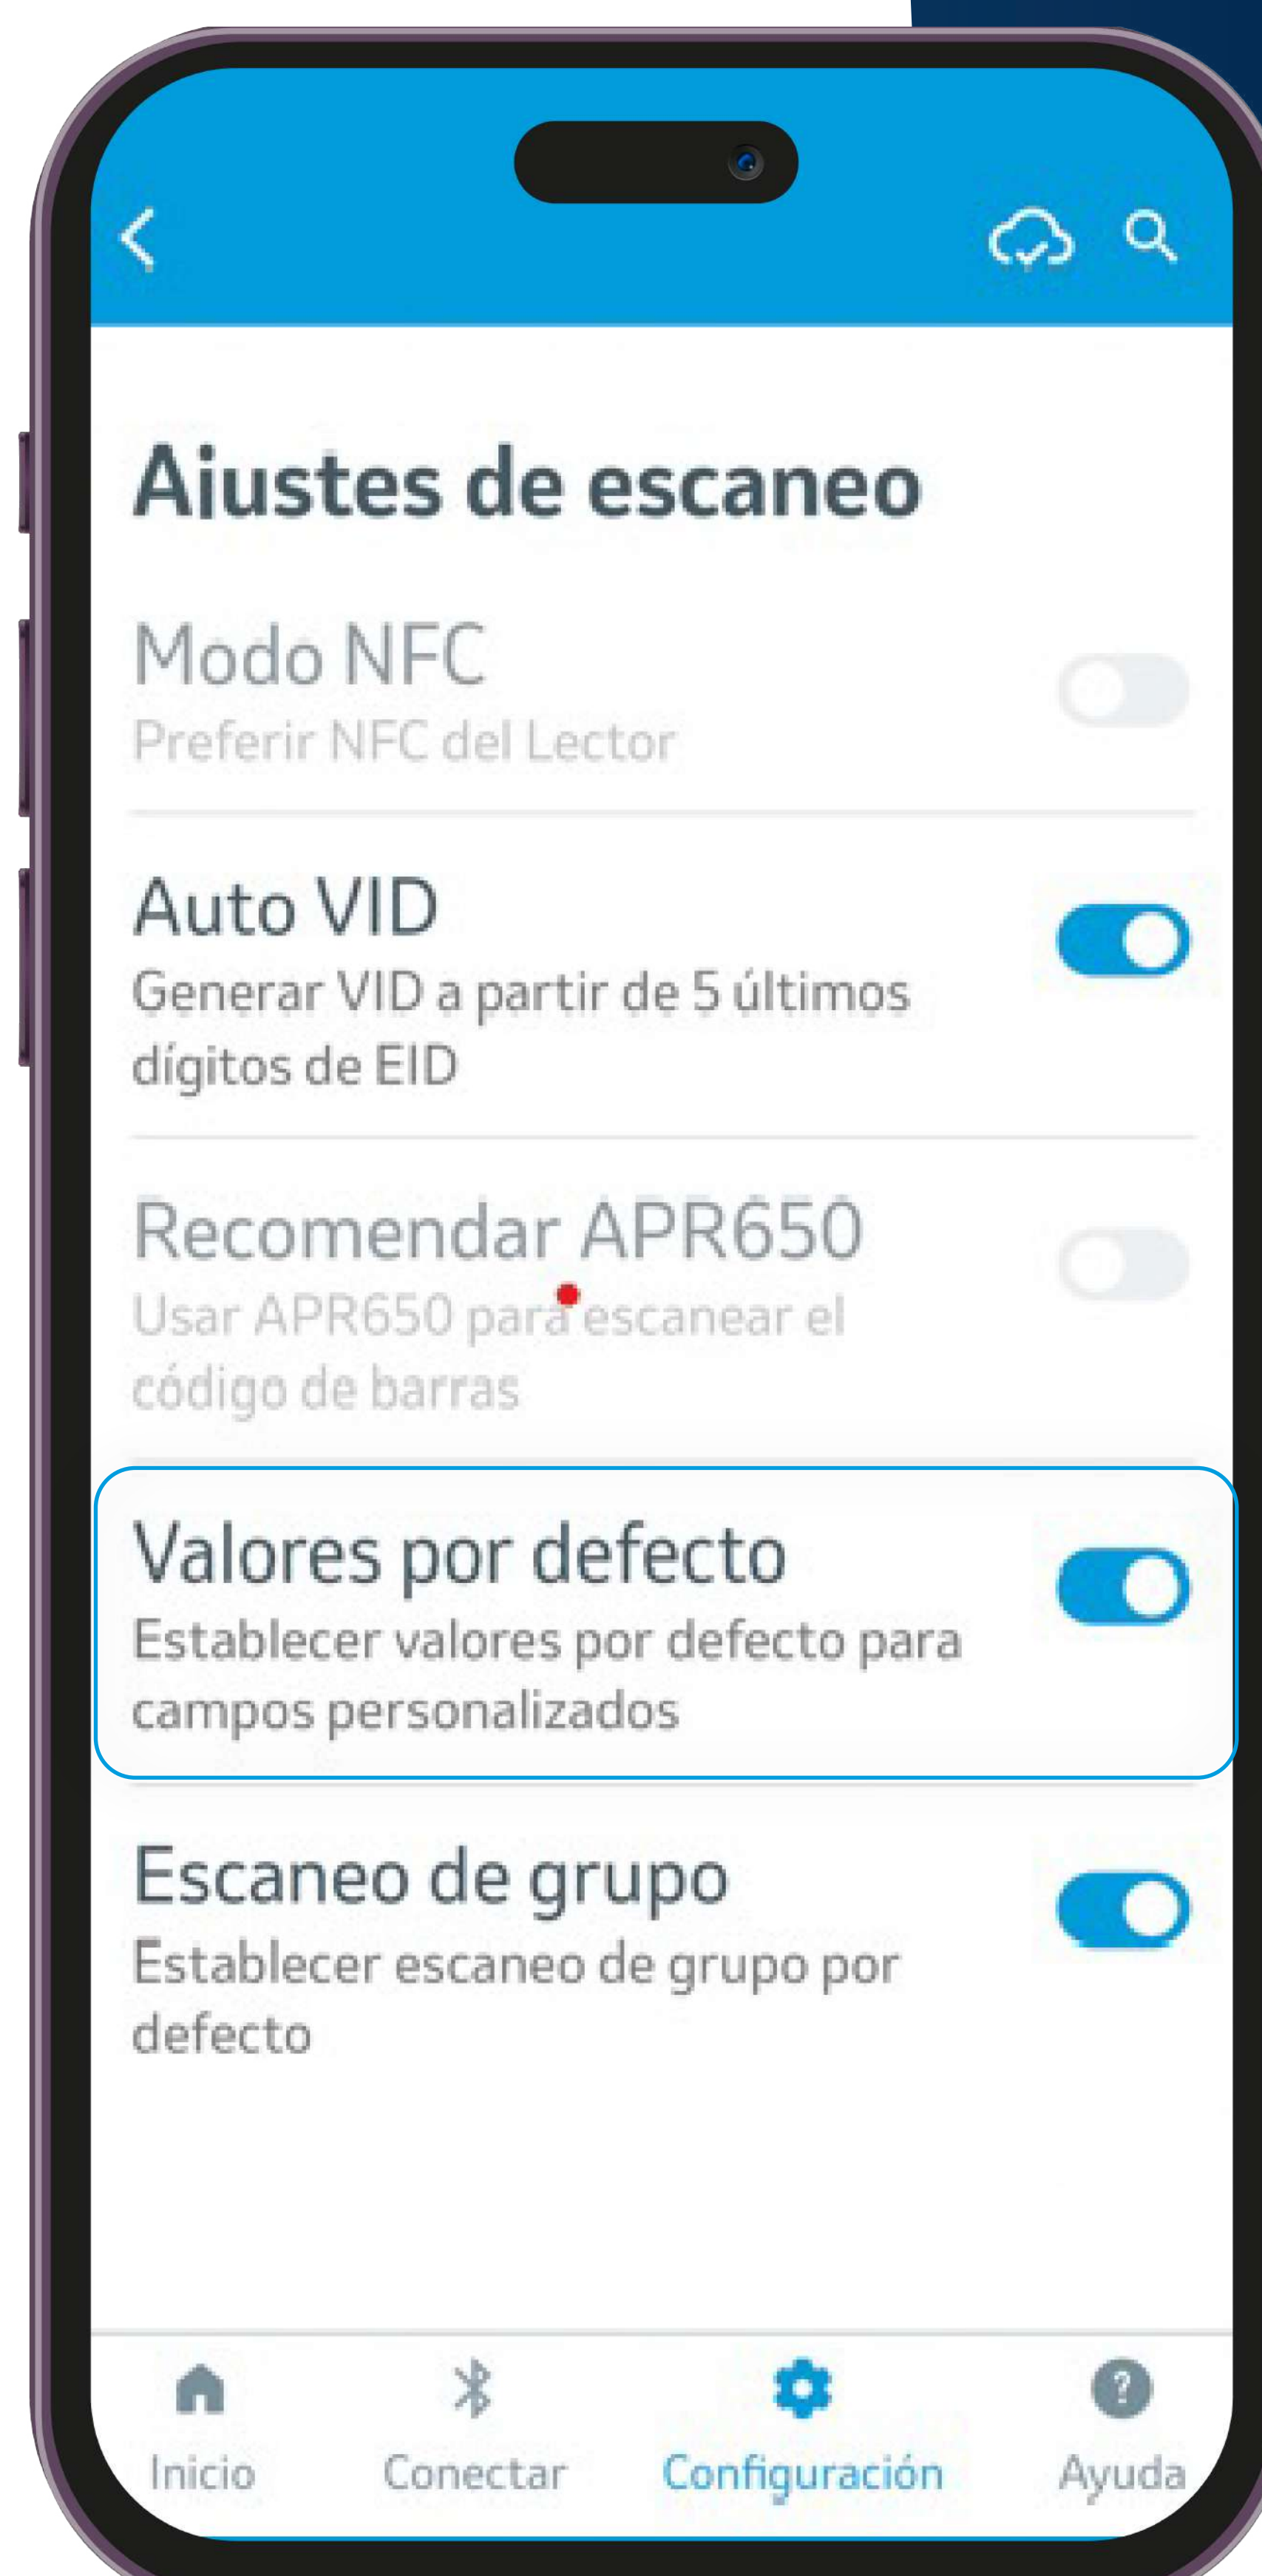 Ajustes de escaneo
Modo NFC
Preferir NFC del Lector
Auto VID
Generar VID a partir de 5 últimos
dígitos de EID
Recomendar APR650
Usar APR650 para escanear el
código de barras
Valores por defecto
Establecer valores por defecto para
campos personalizados
Escaneo de grupo
Establecer escaneo de grupo por
defecto
Inicio Conectar Configuración Ayuda